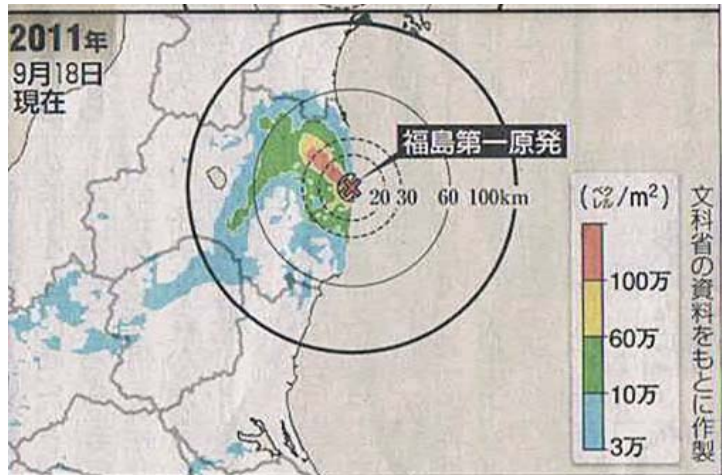 2011年
9月18日
現在
福島第一原発
20 30 60 100km
(ベクレル/m²)
100万
60万
10万
3万
文科省の資料をもとに作製